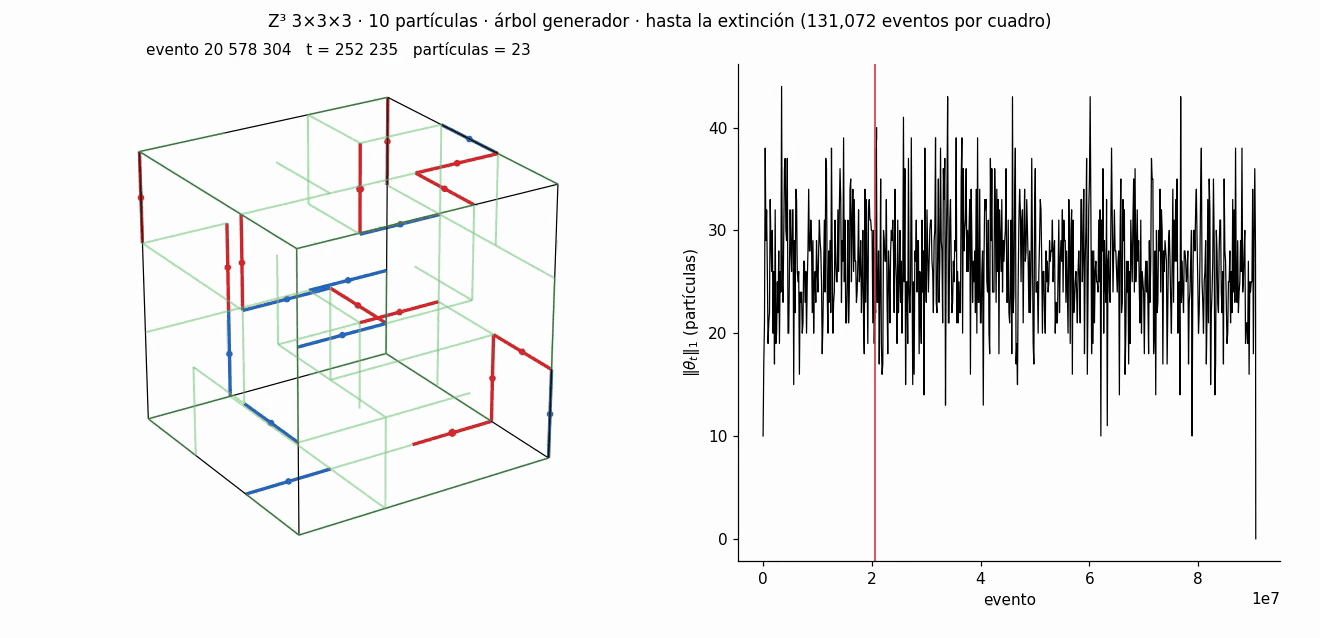 Z³ 3×3×3 · 10 partículas · árbol generador · hasta la extinción (131,072 eventos por cuadro)
evento 20 578 304   t = 252 235   partículas = 23
‖θₜ‖₁ (partículas)
40
30
20
10
0
0 2 4 6 8
evento
1e7